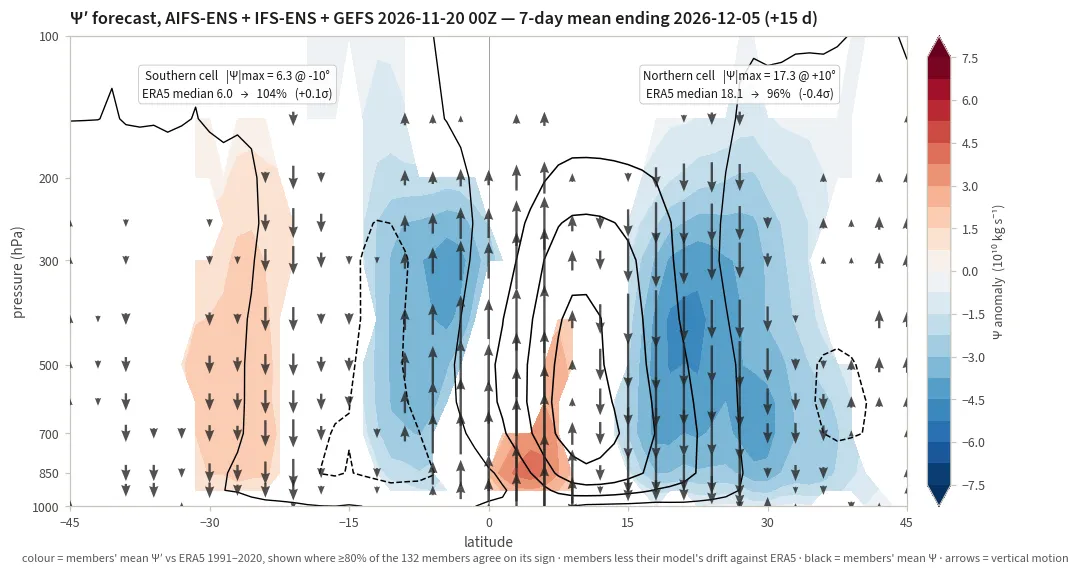 Ψ′ forecast, AIFS-ENS + IFS-ENS + GEFS 2026-11-20 00Z — 7-day mean ending 2026-12-05 (+15 d)
Southern cell |Ψ|max = 6.3 @ -10°
ERA5 median 6.0 → 104% (+0.1σ)
Northern cell |Ψ|max = 17.3 @ +10°
ERA5 median 18.1 → 96% (-0.4σ)
pressure (hPa)
100
200
300
400
500
700
850
1000
−45
−30
−15
0
15
30
45
latitude
7.5
6.0
4.5
3.0
1.5
0.0
−1.5
−3.0
−4.5
−6.0
−7.5
Ψ anomaly (10¹⁰ kg s⁻¹)
colour = members' mean Ψ′ vs ERA5 1991–2020, shown where ≥80% of the 132 members agree on its sign · members less their model's drift against ERA5 · black = members' mean Ψ · arrows = vertical motion